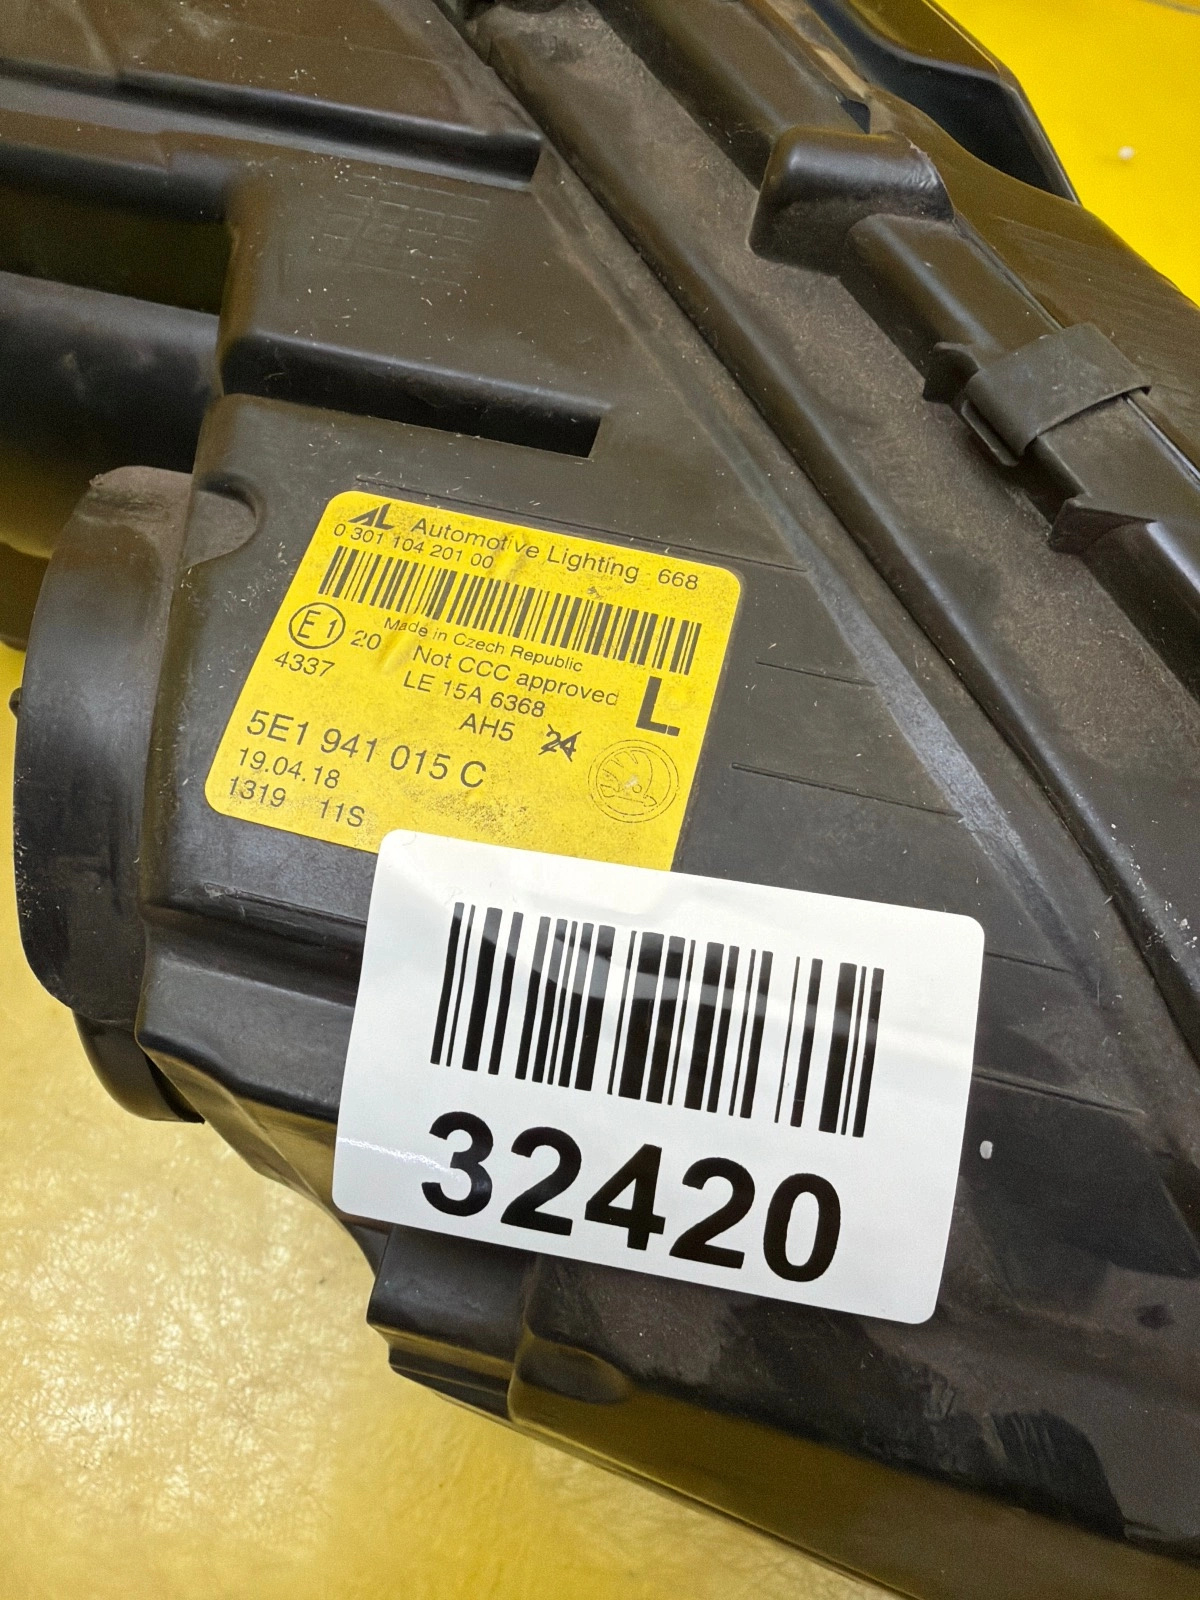 AL Automotive Lighting 668
0 301 104 201 00
Made in Czech Republic
E1 20 Not CCC approved
4337 LE 15A 6368 L
AH5 24
5E1 941 015 C
19.04.18
1319 11S
32420